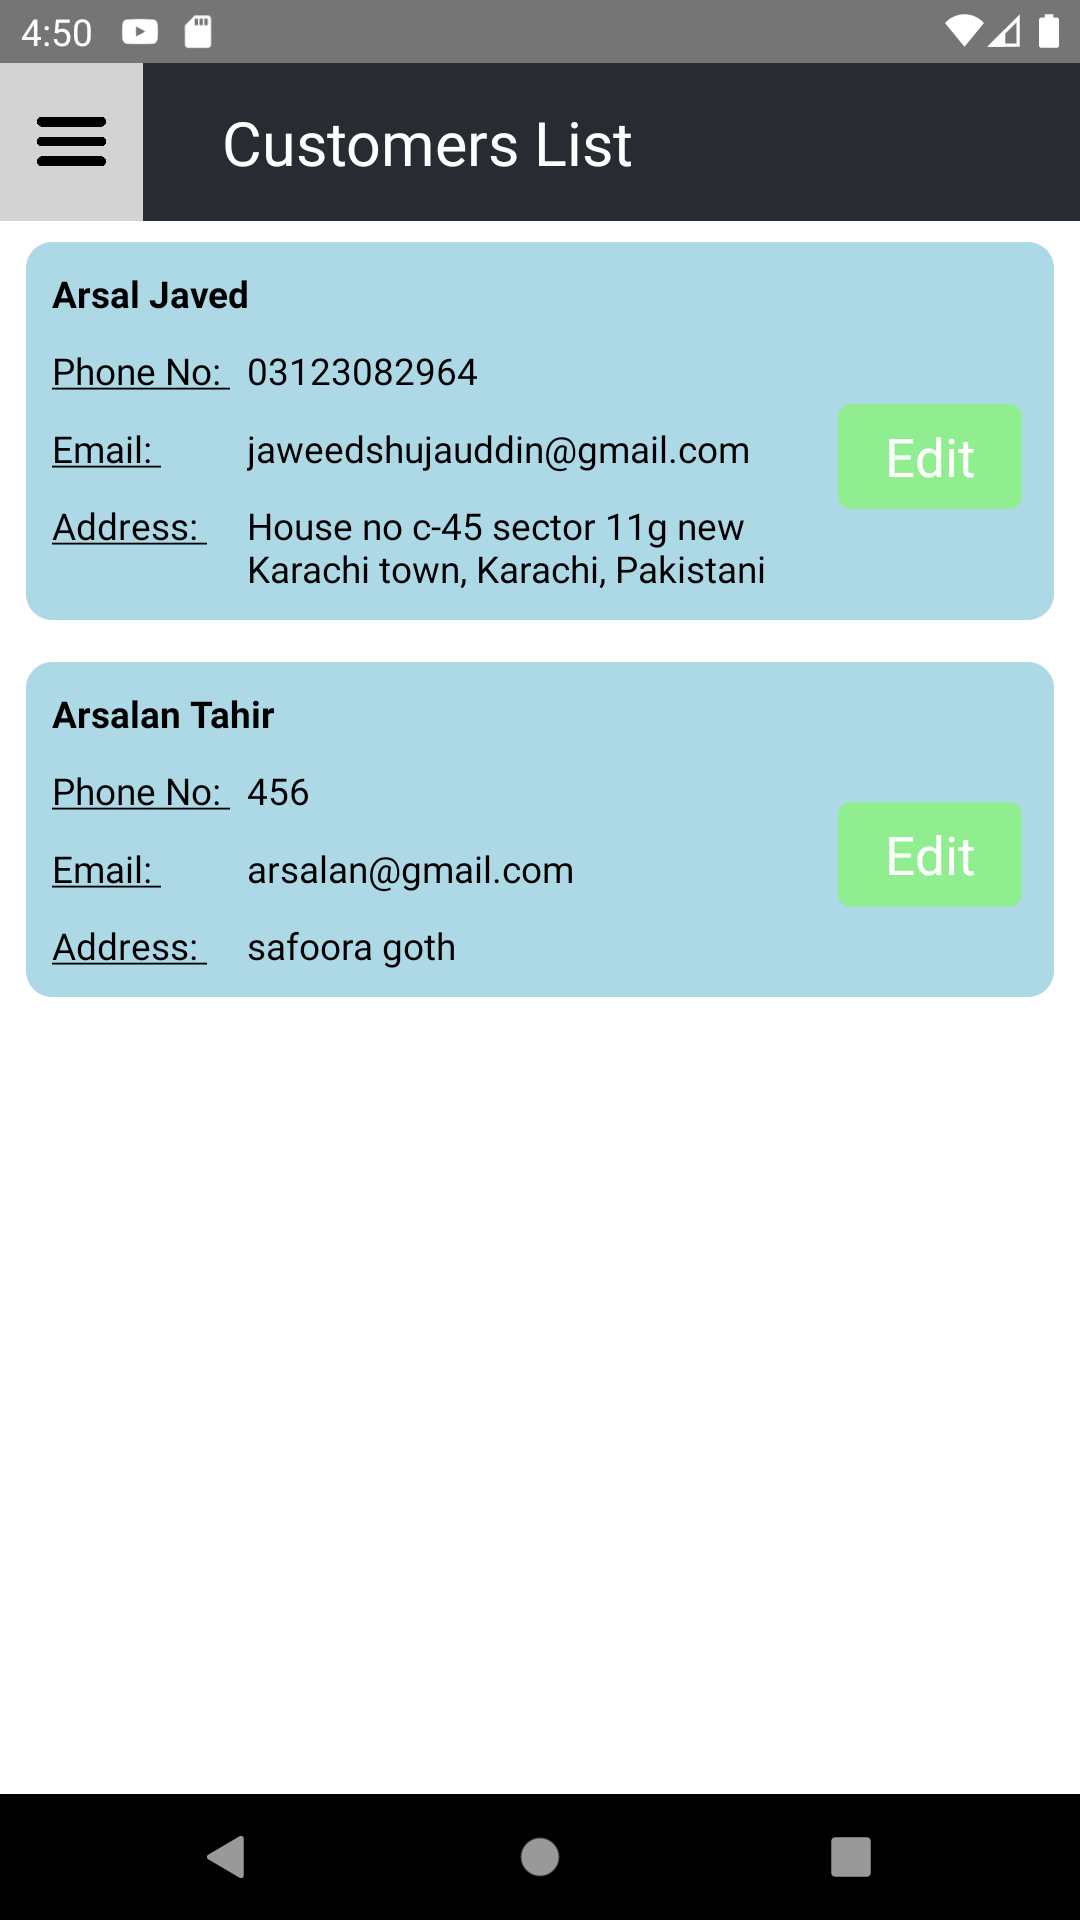 4:50
Customers List
Arsal Javed
Phone No: 03123082964
Email: jaweedshujauddin@gmail.com
Edit
Address: House no c-45 sector 11g new
Karachi town, Karachi, Pakistani
Arsalan Tahir
Phone No: 456
Edit
Email: arsalan@gmail.com
Address: safoora goth